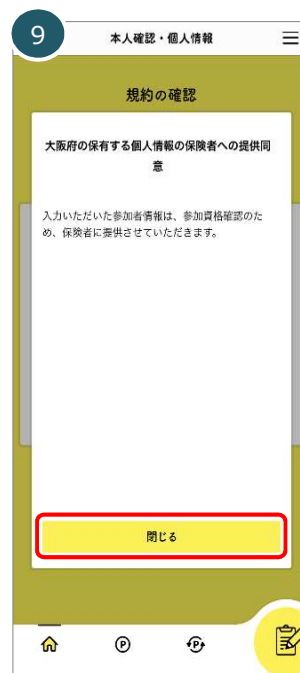 9
本人確認・個人情報
規約の確認
大阪府の保有する個人情報の保険者への提供同
意
入力いただいた参加者情報は、参加資格確認のた
め、保険者に提供させていただきます。
閉じる
P
P